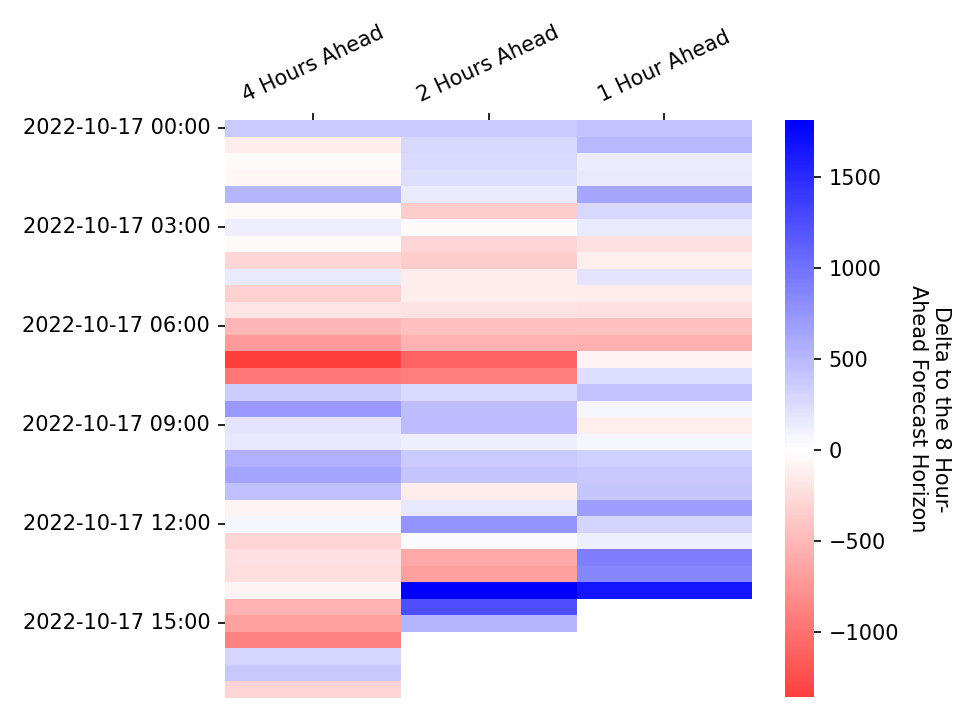 4 Hours Ahead
2 Hours Ahead
1 Hour Ahead
2022-10-17 00:00
2022-10-17 03:00
2022-10-17 06:00
2022-10-17 09:00
2022-10-17 12:00
2022-10-17 15:00
1500
1000
500
0
−500
−1000
Delta to the 8 Hour-
Ahead Forecast Horizon